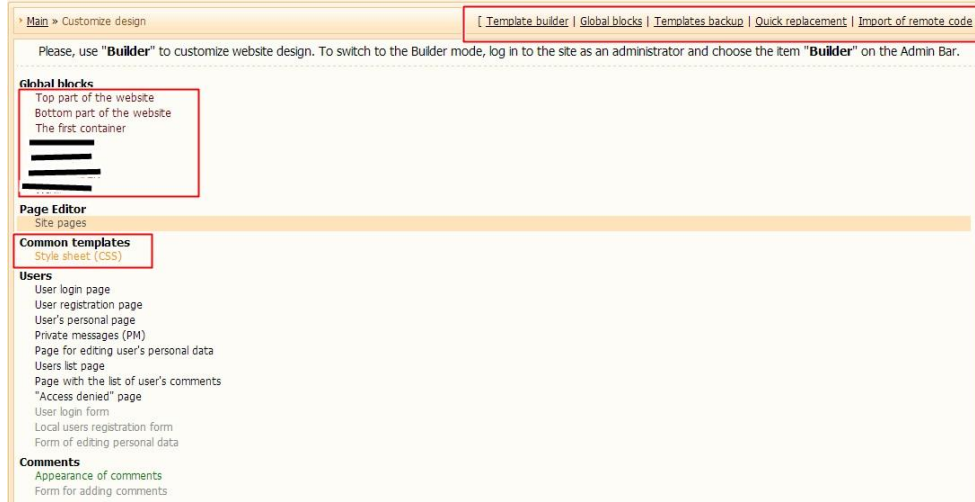 Main » Customize design
[ Template builder | Global blocks | Templates backup | Quick replacement | Import of remote code
Please, use "Builder" to customize website design. To switch to the Builder mode, log in to the site as an administrator and choose the item "Builder" on the Admin Bar.
Global blocks
Top part of the website
Bottom part of the website
The first container
Page Editor
Site pages
Common templates
Style sheet (CSS)
Users
User login page
User registration page
User's personal page
Private messages (PM)
Page for editing user's personal data
Users list page
Page with the list of user's comments
"Access denied" page
User login form
Local users registration form
Form of editing personal data
Comments
Appearance of comments
Form for adding comments